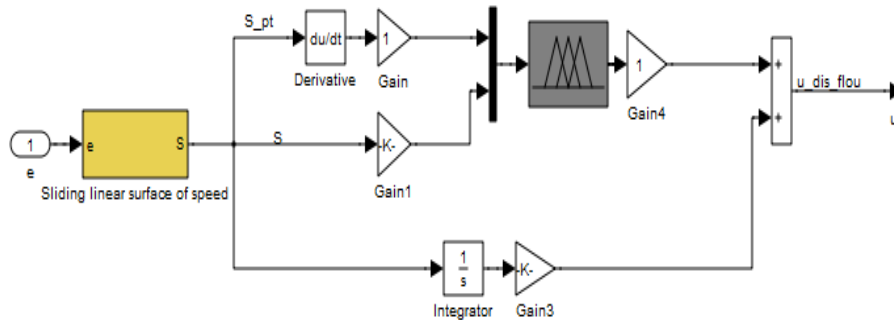 S_pt
du/dt
Derivative
1
Gain
1
Gain4
+
+
u_dis_flou
u
1
e
e
S
Sliding linear surface of speed
S
-K-
Gain1
1
s
Integrator
-K-
Gain3